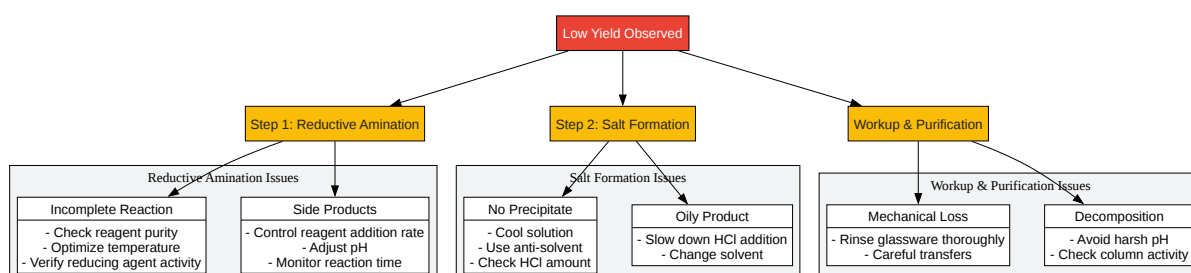 Low Yield Observed
Step 1: Reductive Amination
Step 2: Salt Formation
Workup & Purification
Reductive Amination Issues
Incomplete Reaction
- Check reagent purity
- Optimize temperature
- Verify reducing agent activity
Side Products
- Control reagent addition rate
- Adjust pH
- Monitor reaction time
Salt Formation Issues
No Precipitate
- Cool solution
- Use anti-solvent
- Check HCl amount
Oily Product
- Slow down HCl addition
- Change solvent
Workup & Purification Issues
Mechanical Loss
- Rinse glassware thoroughly
- Careful transfers
Decomposition
- Avoid harsh pH
- Check column activity